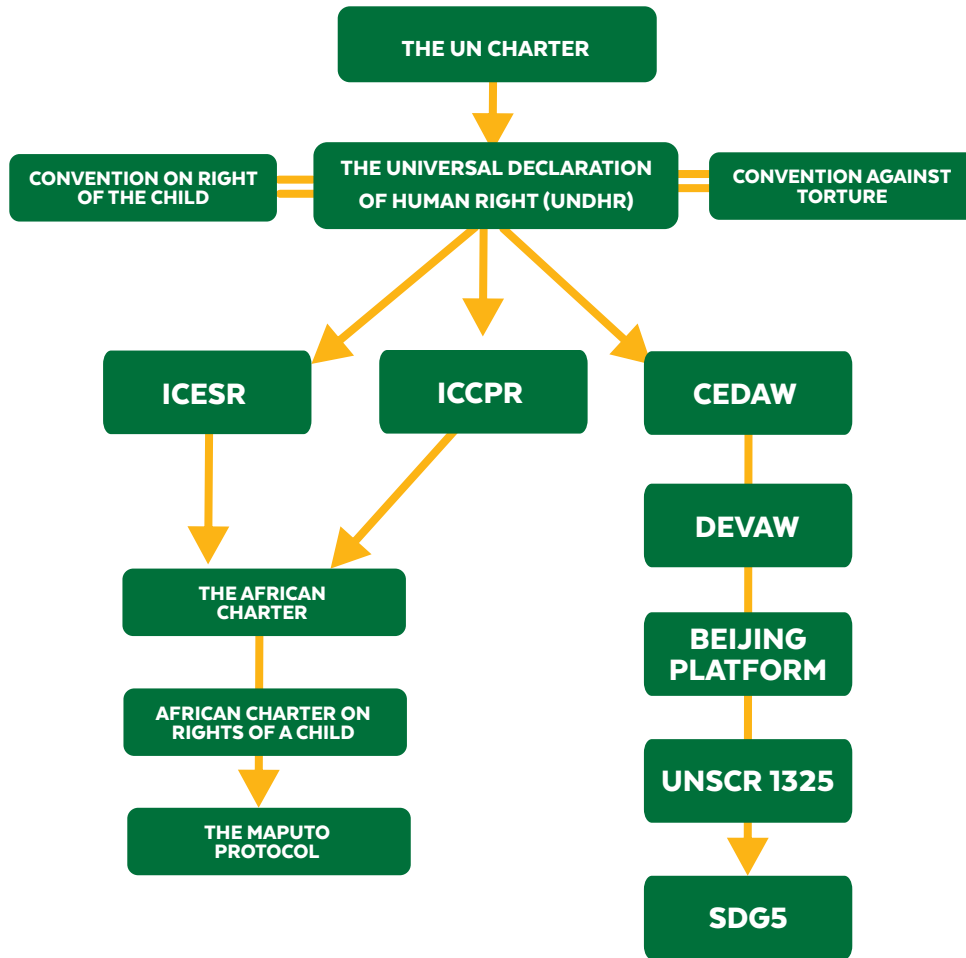 THE UN CHARTER
THE UNIVERSAL DECLARATION
OF HUMAN RIGHT (UNDHR)
CONVENTION ON RIGHT
OF THE CHILD
CONVENTION AGAINST
TORTURE
ICESR
ICCPR
CEDAW
DEVAW
THE AFRICAN
CHARTER
BEIJING
PLATFORM
AFRICAN CHARTER ON
RIGHTS OF A CHILD
UNSCR 1325
THE MAPUTO
PROTOCOL
SDG5